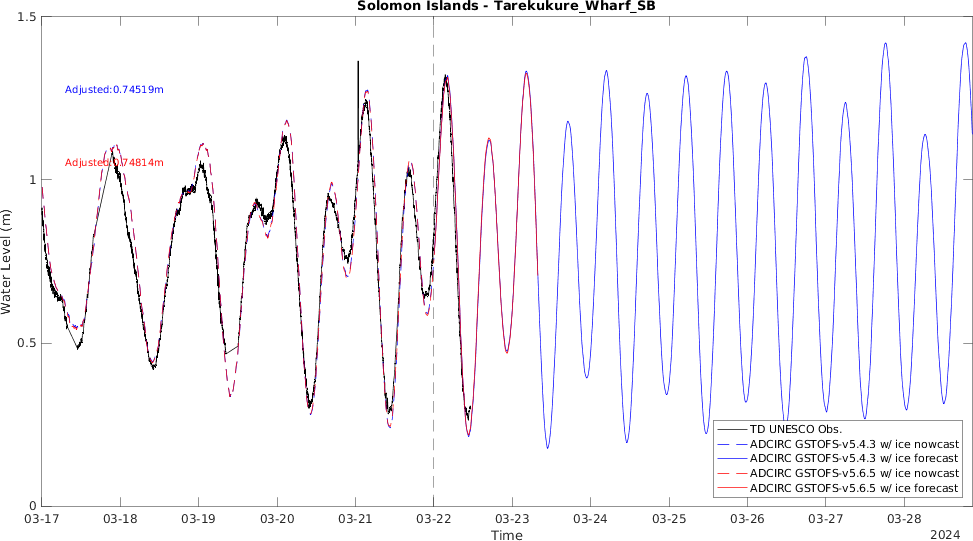 Solomon Islands - Tarekukure_Wharf_SB
1.5
1
0.5
0
Water Level (m)
Adjusted:0.74519m
Adjusted:0.74814m
TD UNESCO Obs.
ADCIRC GSTOFS-v5.4.3 w/ ice nowcast
ADCIRC GSTOFS-v5.4.3 w/ ice forecast
ADCIRC GSTOFS-v5.6.5 w/ ice nowcast
ADCIRC GSTOFS-v5.6.5 w/ ice forecast
03-17 03-18 03-19 03-20 03-21 03-22 03-23 03-24 03-25 03-26 03-27 03-28
Time
2024